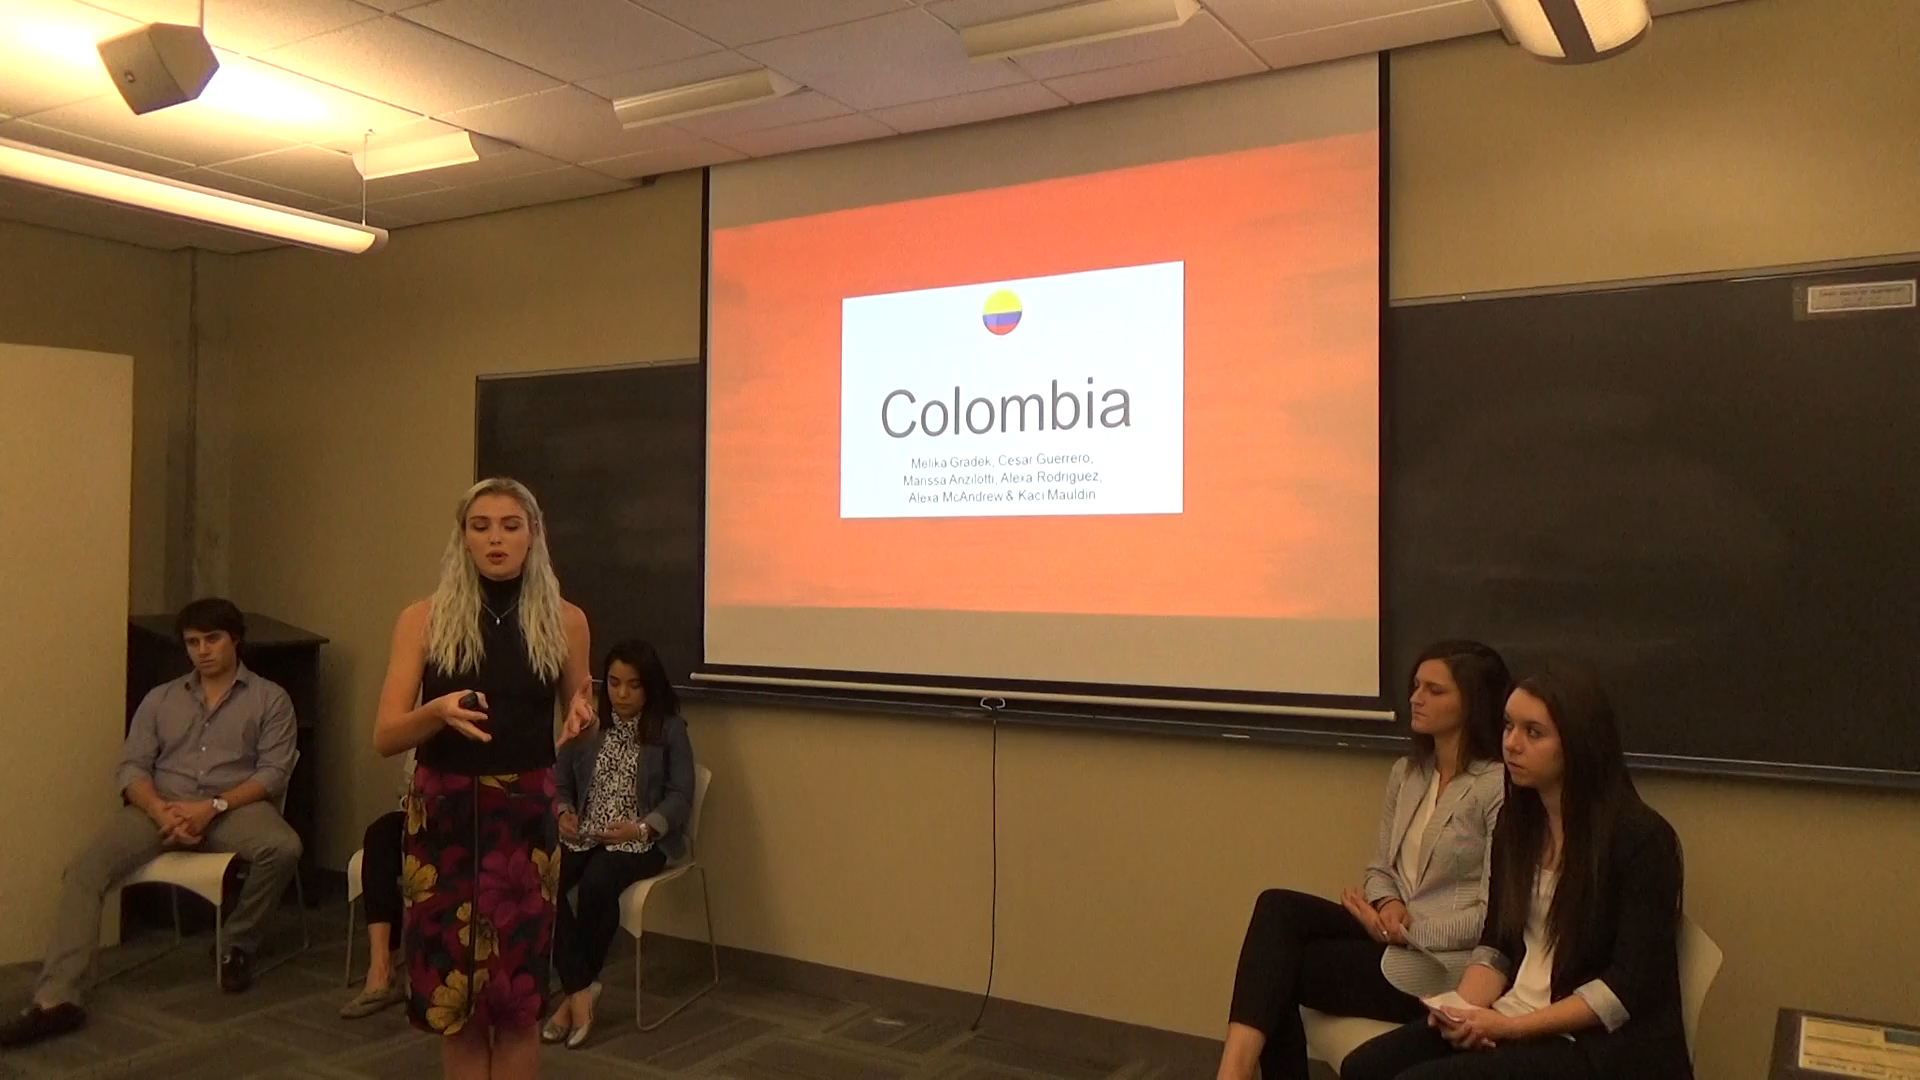 Colombia
Melika Gradek, Cesar Guerrero,
Marissa Anzilotti, Alexa Rodriguez,
Alexa McAndrew & Kaci Mauldin